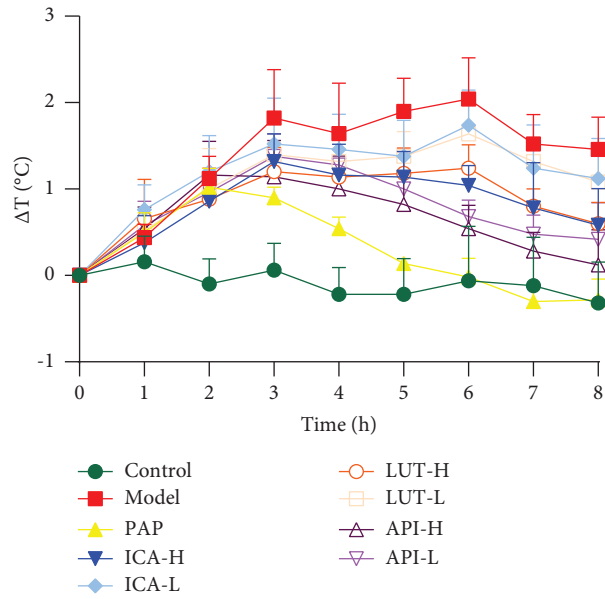 3
2
1
0
-1
ΔT (°C)
0 1 2 3 4 5 6 7 8
Time (h)
Control
Model
PAP
ICA-H
ICA-L
LUT-H
LUT-L
API-H
API-L